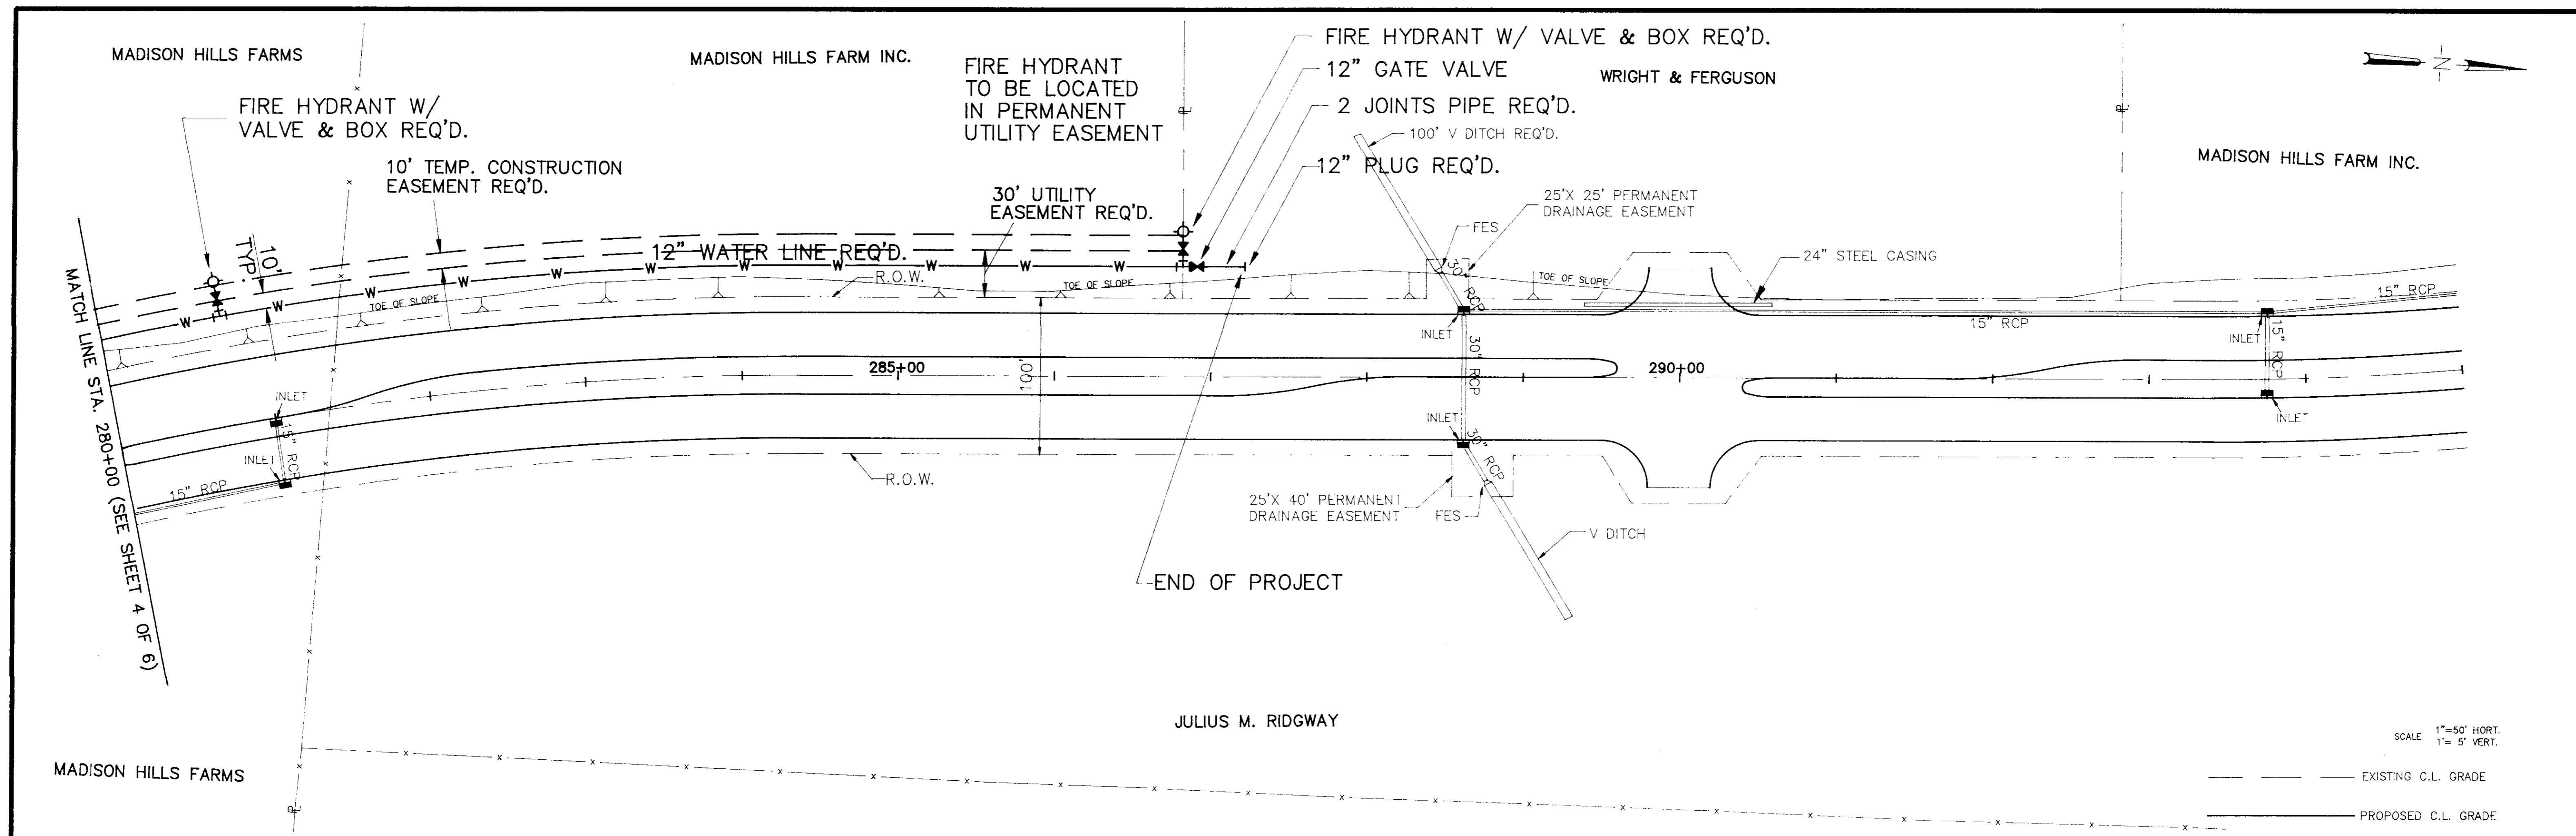 MADISON HILLS FARMS
MADISON HILLS FARM INC.
FIRE HYDRANT W/ VALVE & BOX REQ'D.
12" GATE VALVE
WRIGHT & FERGUSON
N
FIRE HYDRANT
TO BE LOCATED
IN PERMANENT
UTILITY EASEMENT
FIRE HYDRANT W/
VALVE & BOX REQ'D.
2 JOINTS PIPE REQ'D.
100' V DITCH REQ'D.
12" PLUG REQ'D.
MADISON HILLS FARM INC.
10' TEMP. CONSTRUCTION
EASEMENT REQ'D.
30' UTILITY
EASEMENT REQ'D.
25'X 25' PERMANENT
DRAINAGE EASEMENT
FES
10'
TYP.
12" WATER LINE REQ'D.
W W W W W W W W W W W
24" STEEL CASING
R.O.W.
TOE OF SLOPE
TOE OF SLOPE
TOE OF SLOPE
30" RCP
15" RCP
15" RCP
INLET
INLET
15" RCP
100'
30" RCP
285+00
290+00
INLET
INLET
INLET
15" RCP
INLET
15" RCP
30" RCP
R.O.W.
25'X 40' PERMANENT
DRAINAGE EASEMENT
FES
V DITCH
MATCH LINE STA. 280+00 (SEE SHEET 4 OF 6)
END OF PROJECT
JULIUS M. RIDGWAY
MADISON HILLS FARMS
SCALE 1"=50' HORT.
1"= 5' VERT.
EXISTING C.L. GRADE
PROPOSED C.L. GRADE